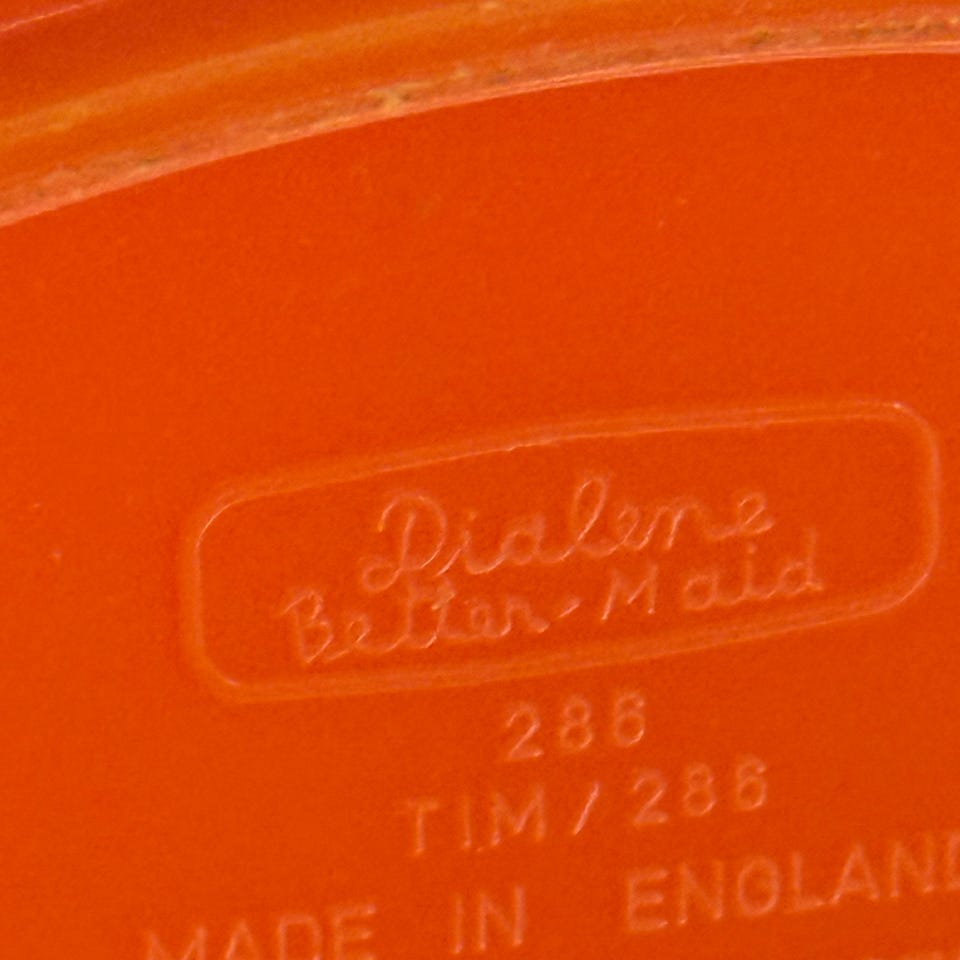 Dialene
Better-Maid
286
TIM/286
MADE IN ENGLAND